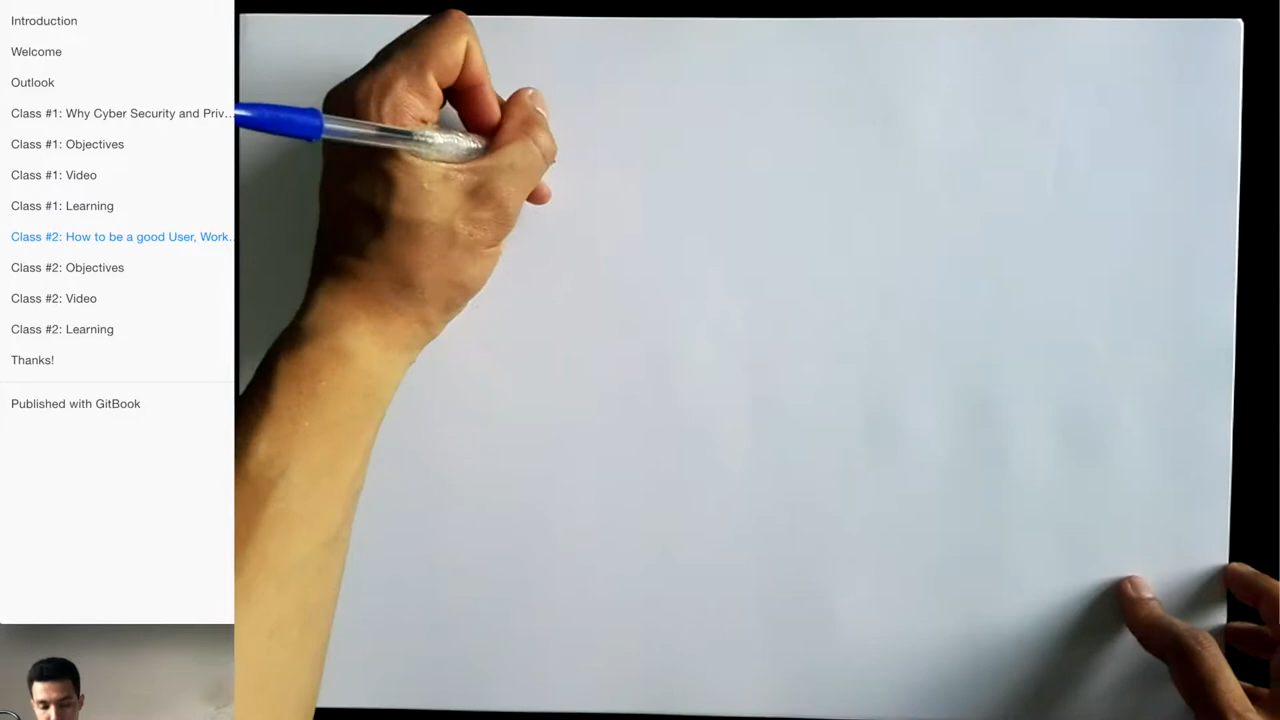 Introduction
Welcome
Outlook
Class #1: Why Cyber Security and Priv...
Class #1: Objectives
Class #1: Video
Class #1: Learning
Class #2: How to be a good User, Work...
Class #2: Objectives
Class #2: Video
Class #2: Learning
Thanks!
Published with GitBook